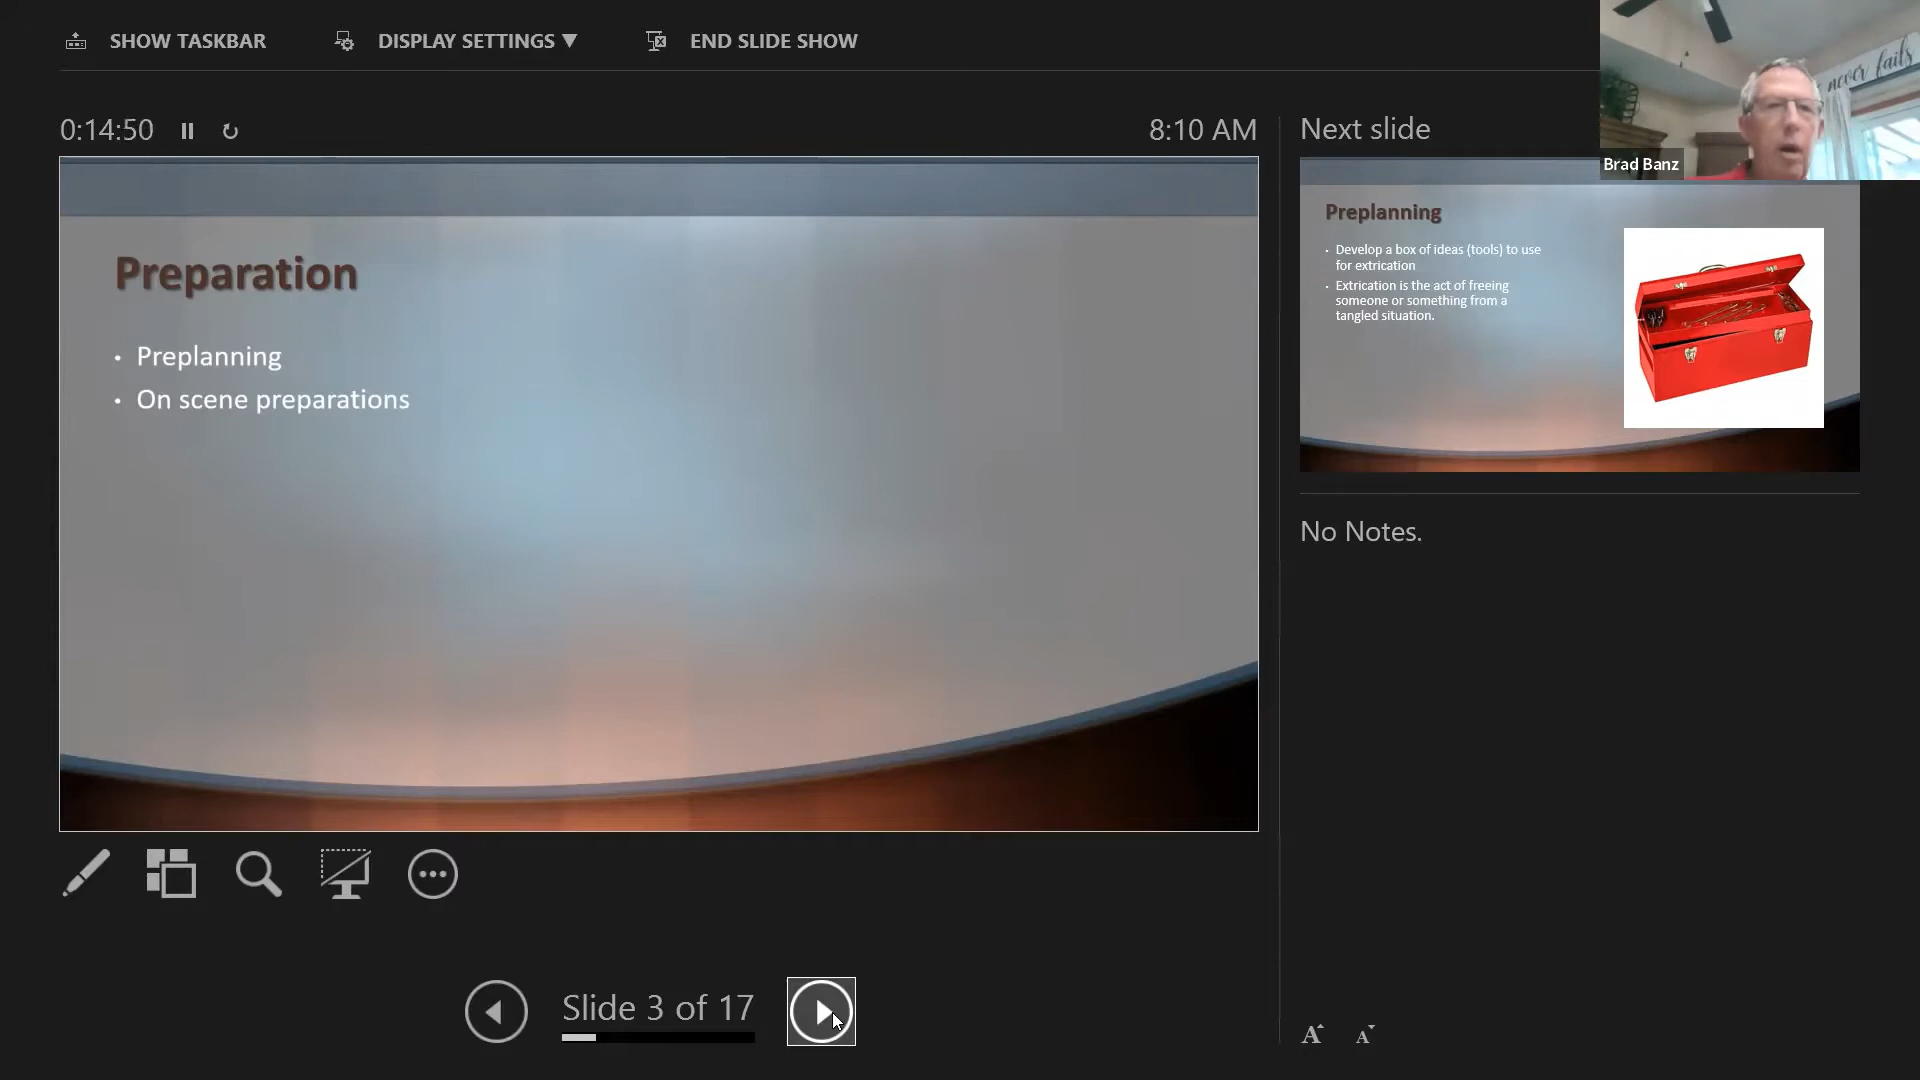 SHOW TASKBAR
DISPLAY SETTINGS ▼
END SLIDE SHOW
never fails
0:14:50
8:10 AM
Next slide
Brad Banz
Preparation
• Preplanning
• On scene preparations
Preplanning
• Develop a box of ideas (tools) to use
for extrication
• Extrication is the act of freeing
someone or something from a
tangled situation.
No Notes.
Slide 3 of 17
A A